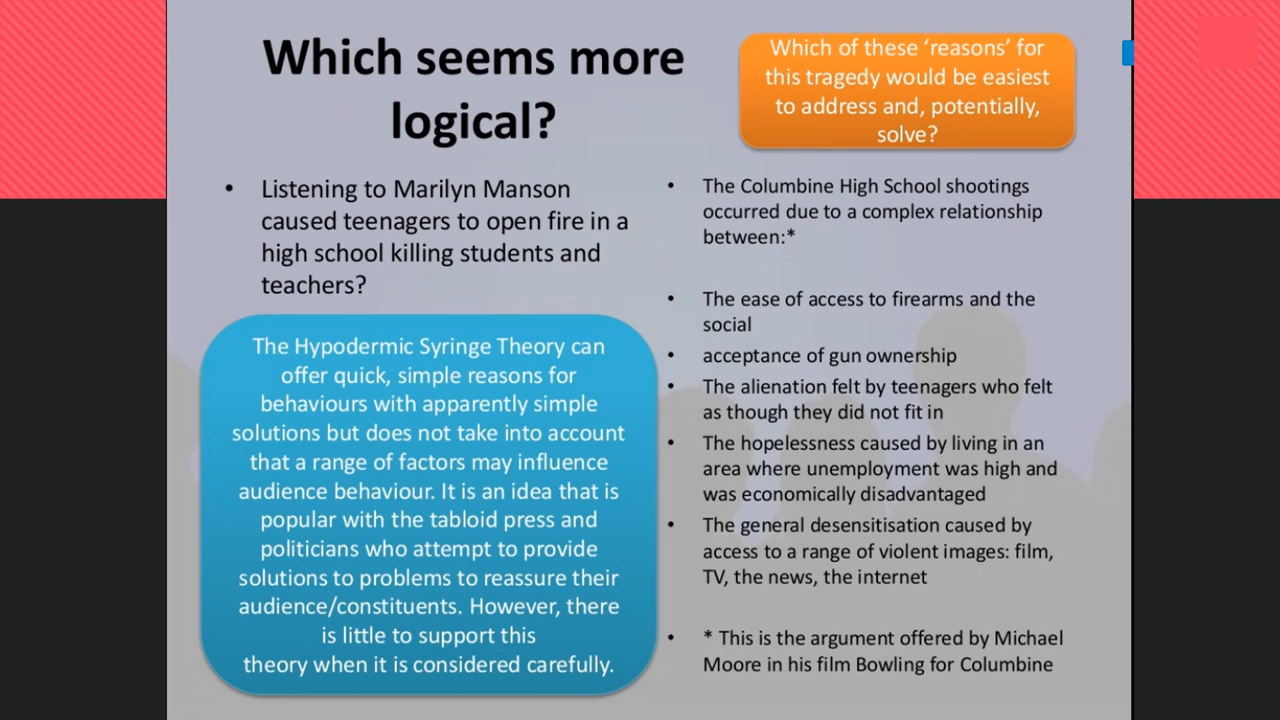 Which seems more
logical?
Which of these ‘reasons’ for
this tragedy would be easiest
to address and, potentially,
solve?
• Listening to Marilyn Manson
caused teenagers to open fire in a
high school killing students and
teachers?
The Hypodermic Syringe Theory can
offer quick, simple reasons for
behaviours with apparently simple
solutions but does not take into account
that a range of factors may influence
audience behaviour. It is an idea that is
popular with the tabloid press and
politicians who attempt to provide
solutions to problems to reassure their
audience/constituents. However, there
is little to support this
theory when it is considered carefully.
• The Columbine High School shootings
occurred due to a complex relationship
between:*
• The ease of access to firearms and the
social
• acceptance of gun ownership
• The alienation felt by teenagers who felt
as though they did not fit in
• The hopelessness caused by living in an
area where unemployment was high and
was economically disadvantaged
• The general desensitisation caused by
access to a range of violent images: film,
TV, the news, the internet
• * This is the argument offered by Michael
Moore in his film Bowling for Columbine